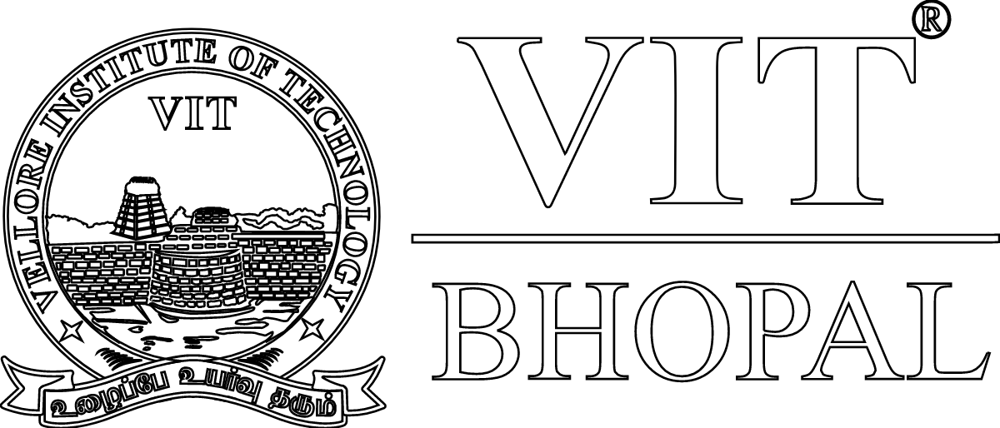 VELLORE INSTITUTE OF TECHNOLOGY
VIT
உழைப்பே உயர்வு தரும்
VIT®
BHOPAL